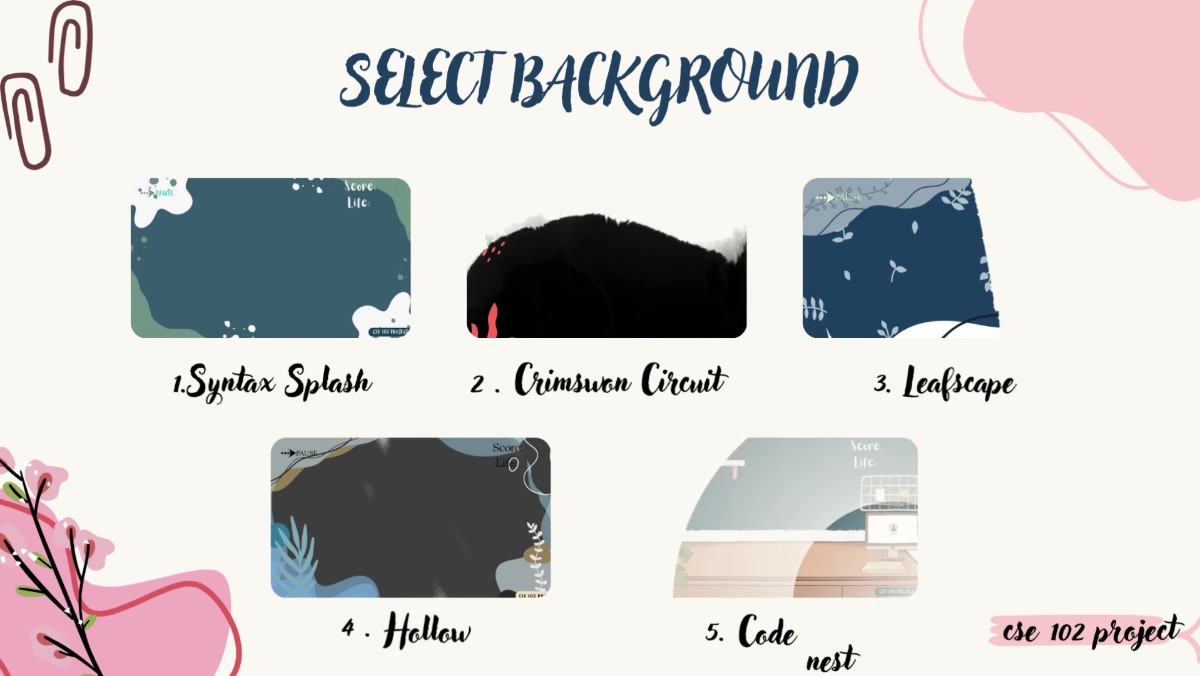 SELECT BACKGROUND
PAUSE
Score:
Life:
CSE 102 PROJECT
1.Syntax Splash
2 . Crimswon Circuit
PAUSE
3. Leafscape
PAUSE
Score:
Life:
CSE 102 PR
4 . Hollow
Score:
Life:
CSE 102 PROJECT
5. Code
nest
cse 102 project